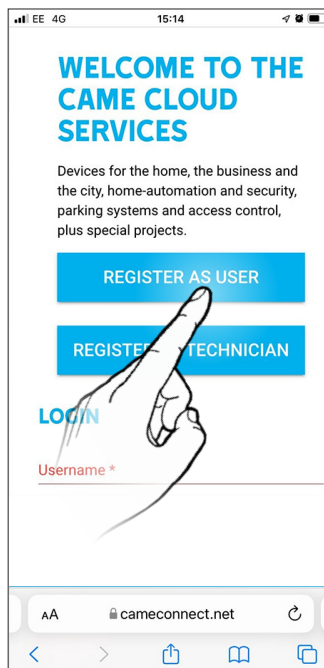 EE 4G 15:14
WELCOME TO THE
CAME CLOUD
SERVICES
Devices for the home, the business and
the city, home-automation and security,
parking systems and access control,
plus special projects.
REGISTER AS USER
REGISTER TECHNICIAN
LOGIN
Username *
AA cameconnect.net